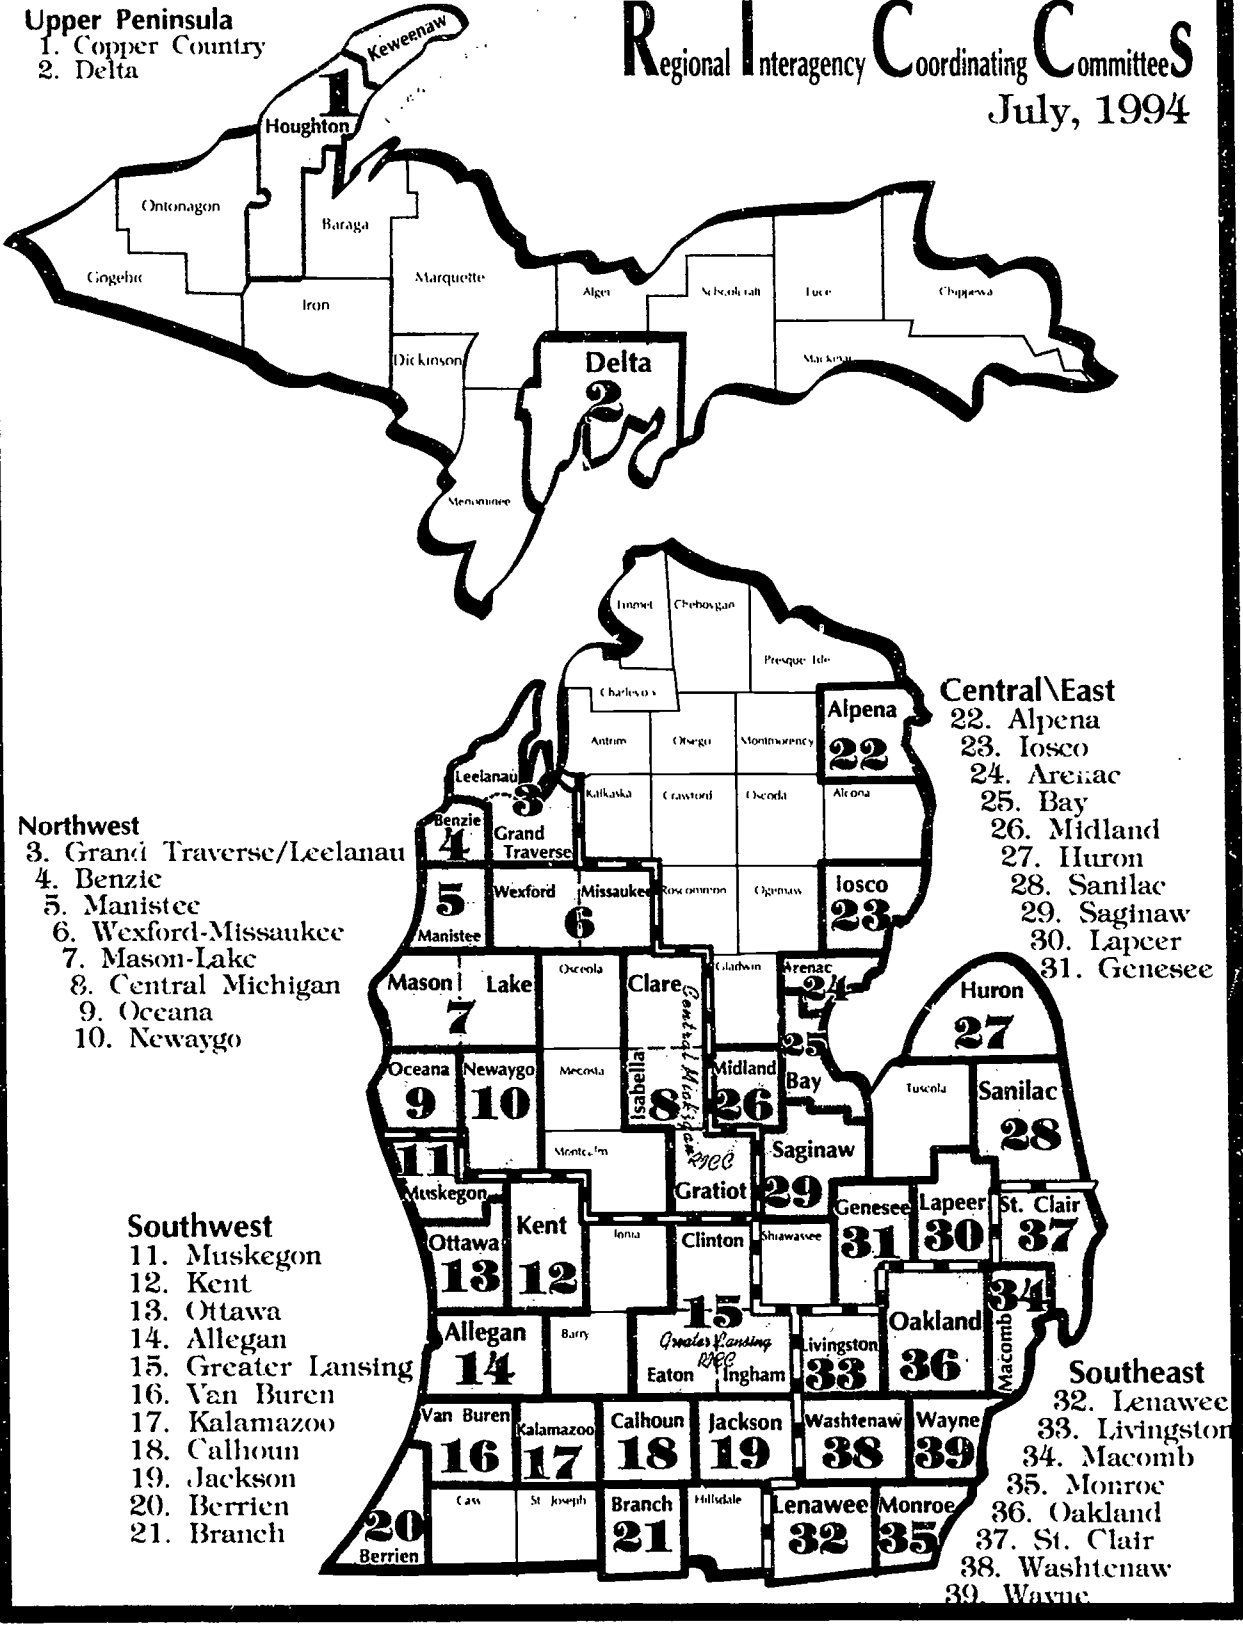 Upper Peninsula
1. Copper Country
2. Delta
Regional Interagency Coordinating CommitteeS
July, 1994
Keweenaw
1
Houghton
Ontonagon
Baraga
Gogebic
Marquette
Iron
Alger
Schoolcraft
Luce
Chippewa
Dickinson
Delta
2
Mackinac
Menominee
Emmet
Cheboygan
Presque Isle
Charlevoix
Alpena
22
Antrim
Otsego
Montmorency
Leelanau
3
Kalkaska
Crawford
Oscoda
Alcona
Benzie
4
Grand
Traverse
Central\East
22. Alpena
23. Iosco
24. Arenac
25. Bay
26. Midland
27. Huron
28. Sanilac
29. Saginaw
30. Lapeer
31. Genesee
Northwest
3. Grand Traverse/Leelanau
4. Benzie
5. Manistee
6. Wexford-Missaukee
7. Mason-Lake
8. Central Michigan
9. Oceana
10. Newaygo
5
Manistee
Wexford
Missaukee
6
Roscommon
Ogemaw
Iosco
23
Mason
Lake
7
Osceola
Clare
Gladwin
Arenac
24
Huron
27
Central Michigan
RICC
Oceana
9
Newaygo
10
Mecosta
Isabella
8
Midland
26
25
Bay
Tuscola
Sanilac
28
11
Muskegon
Montcalm
Gratiot
Saginaw
29
Genesee
31
Lapeer
30
St. Clair
37
Southwest
11. Muskegon
12. Kent
13. Ottawa
14. Allegan
15. Greater Lansing
16. Van Buren
17. Kalamazoo
18. Calhoun
19. Jackson
20. Berrien
21. Branch
Ottawa
13
Kent
12
Ionia
Clinton
15
Shiawassee
34
Macomb
Oakland
36
Allegan
14
Barry
Greater Lansing
RICC
Eaton
Ingham
Livingston
33
Van Buren
16
Kalamazoo
17
Calhoun
18
Jackson
19
Washtenaw
38
Wayne
39
20
Berrien
Cass
St Joseph
Branch
21
Hillsdale
Lenawee
32
Monroe
35
Southeast
32. Lenawee
33. Livingston
34. Macomb
35. Monroe
36. Oakland
37. St. Clair
38. Washtenaw
39. Wayne